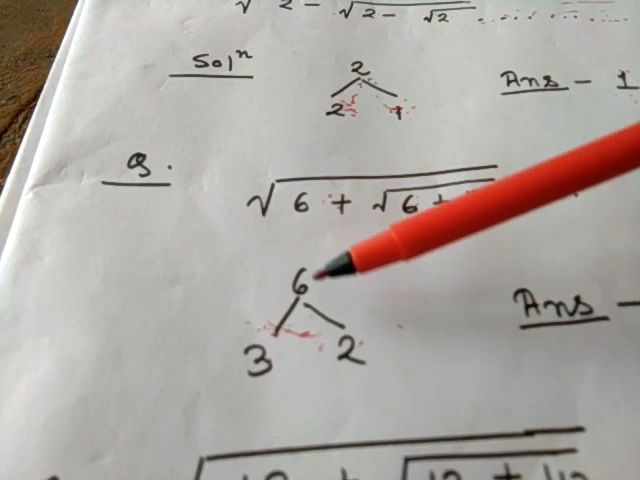 √2 - √2 - √2 ........
Solⁿ
2
2 1
Ans - 1
Q.
√6 + √6 +
6
3 2
Ans -